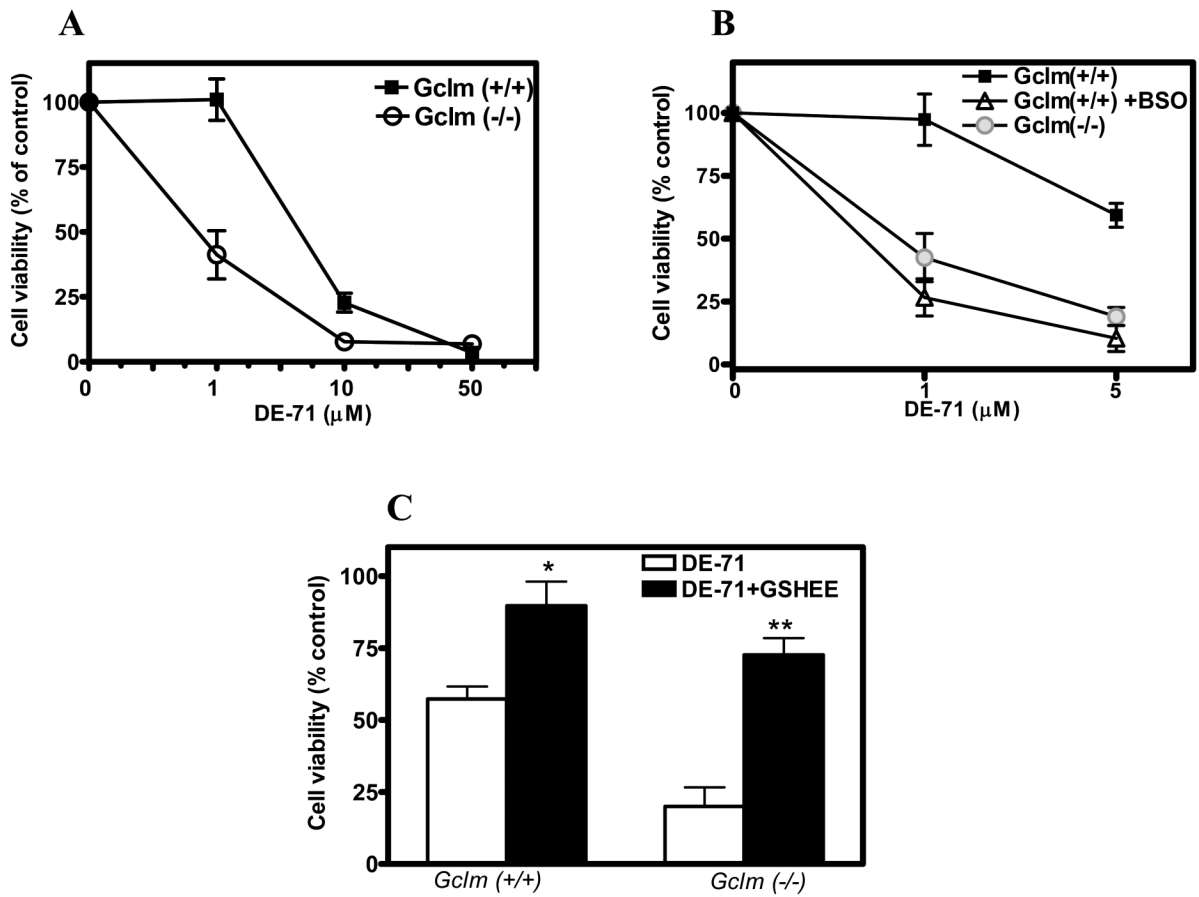 A
Cell viability (% of control)
100
75
50
25
0
Gclm (+/+)
Gclm (-/-)
0 1 10 50
DE-71 (μM)
B
Cell viability (% control)
100
75
50
25
0
Gclm(+/+)
Gclm(+/+) +BSO
Gclm(-/-)
0 1 5
DE-71 (μM)
C
Cell viability (% control)
100
75
50
25
0
DE-71
DE-71+GSHEE
*
**
Gclm (+/+) Gclm (-/-)